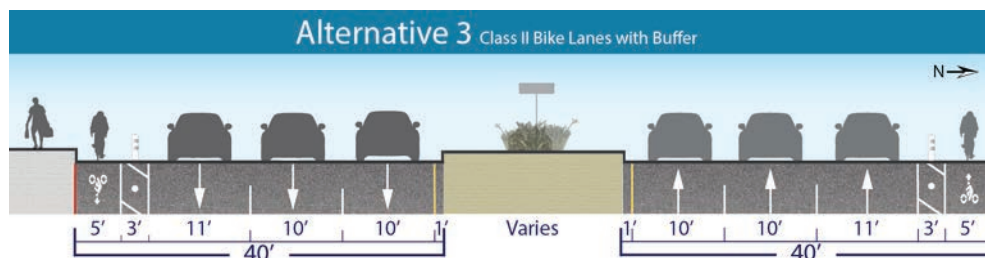 Alternative 3 Class II Bike Lanes with Buffer
N
5' 3' 11' 10' 10' 1' Varies 1' 10' 10' 11' 3' 5'
40' 40'